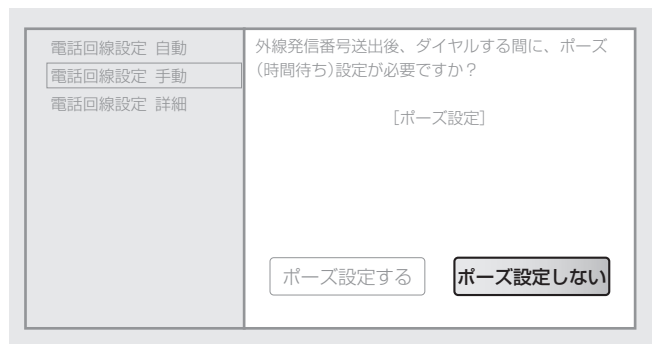 電話回線設定 自動
電話回線設定 手動
電話回線設定 詳細
外線発信番号送出後、ダイヤルする間に、ポーズ
(時間待ち)設定が必要ですか？
[ポーズ設定]
ポーズ設定する
ポーズ設定しない